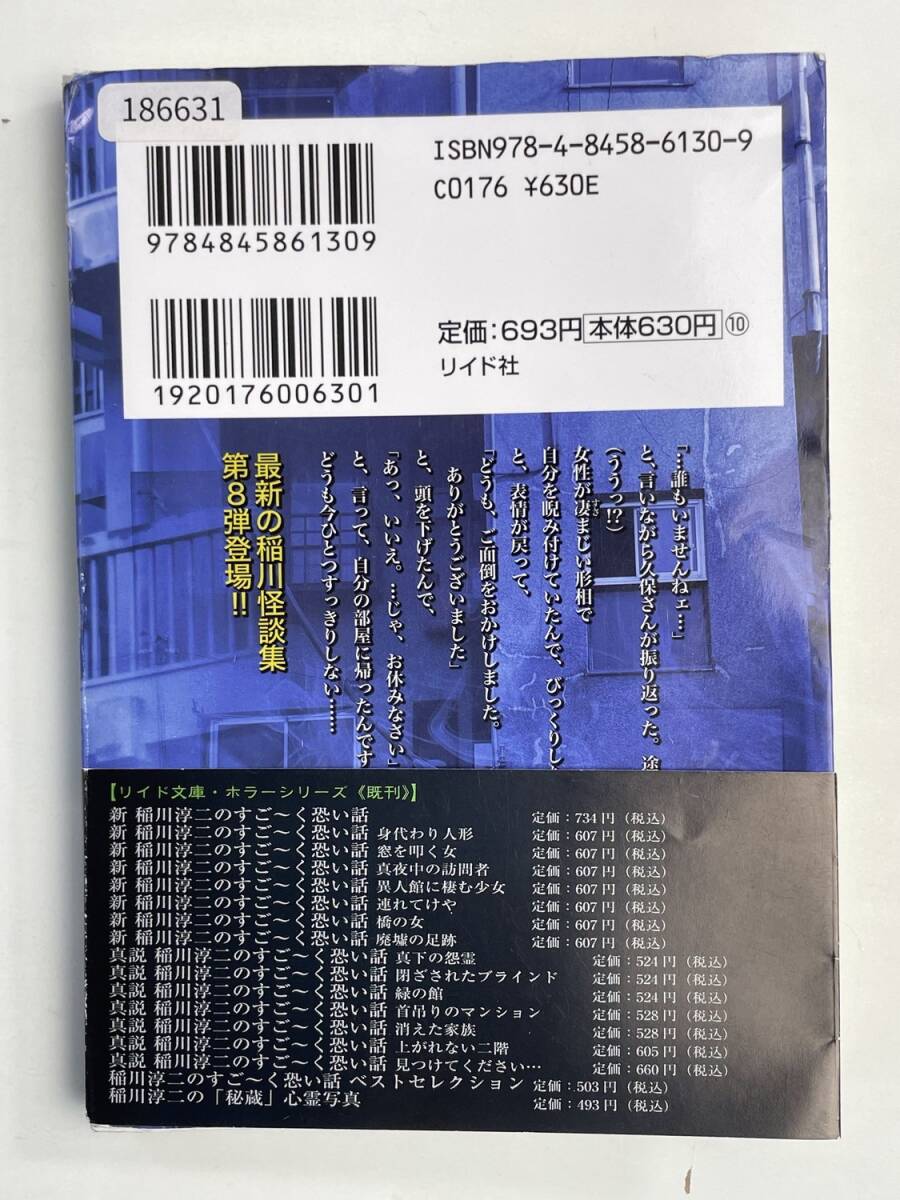 186631
ISBN978-4-8458-6130-9
C0176 ¥630E
9784845861309
定価:693円 本体630円 ⑩
リイド社
1920176006301
「…誰もいませんねェ…」
と、言いながら久保さんが振り返った。途
(ううっ!?)
女性が凄まじい形相で
自分を睨み付けていたんで、びっくりし
と、表情が戻って、
「どうも、ご面倒をおかけしました。
ありがとうございました」
と、頭を下げたんで、
「あっ、いいえ。…じゃ、お休みなさい」
と、言って、自分の部屋に帰ったんです
どうも今ひとつすっきりしない……
最新の稲川怪談集
第8弾登場!!
【リイド文庫・ホラーシリーズ《既刊》】
新 稲川淳二のすご〜く恐い話 定価:734円(税込)
新 稲川淳二のすご〜く恐い話 身代わり人形 定価:607円(税込)
新 稲川淳二のすご〜く恐い話 窓を叩く女 定価:607円(税込)
新 稲川淳二のすご〜く恐い話 真夜中の訪問者 定価:607円(税込)
新 稲川淳二のすご〜く恐い話 異人館に棲む少女 定価:607円(税込)
新 稲川淳二のすご〜く恐い話 連れてけや 定価:607円(税込)
新 稲川淳二のすご〜く恐い話 橋の女 定価:607円(税込)
新 稲川淳二のすご〜く恐い話 廃墟の足跡 定価:607円(税込)
真説 稲川淳二のすご〜く恐い話 真下の怨霊 定価:524円(税込)
真説 稲川淳二のすご〜く恐い話 閉ざされたブラインド 定価:524円(税込)
真説 稲川淳二のすご〜く恐い話 緑の館 定価:524円(税込)
真説 稲川淳二のすご〜く恐い話 首吊りのマンション 定価:528円(税込)
真説 稲川淳二のすご〜く恐い話 消えた家族 定価:528円(税込)
真説 稲川淳二のすご〜く恐い話 上がれない二階 定価:605円(税込)
真説 稲川淳二のすご〜く恐い話 見つけてください… 定価:660円(税込)
稲川淳二のすご〜く恐い話 ベストセレクション 定価:503円(税込)
稲川淳二の「秘蔵」心霊写真 定価:493円(税込)